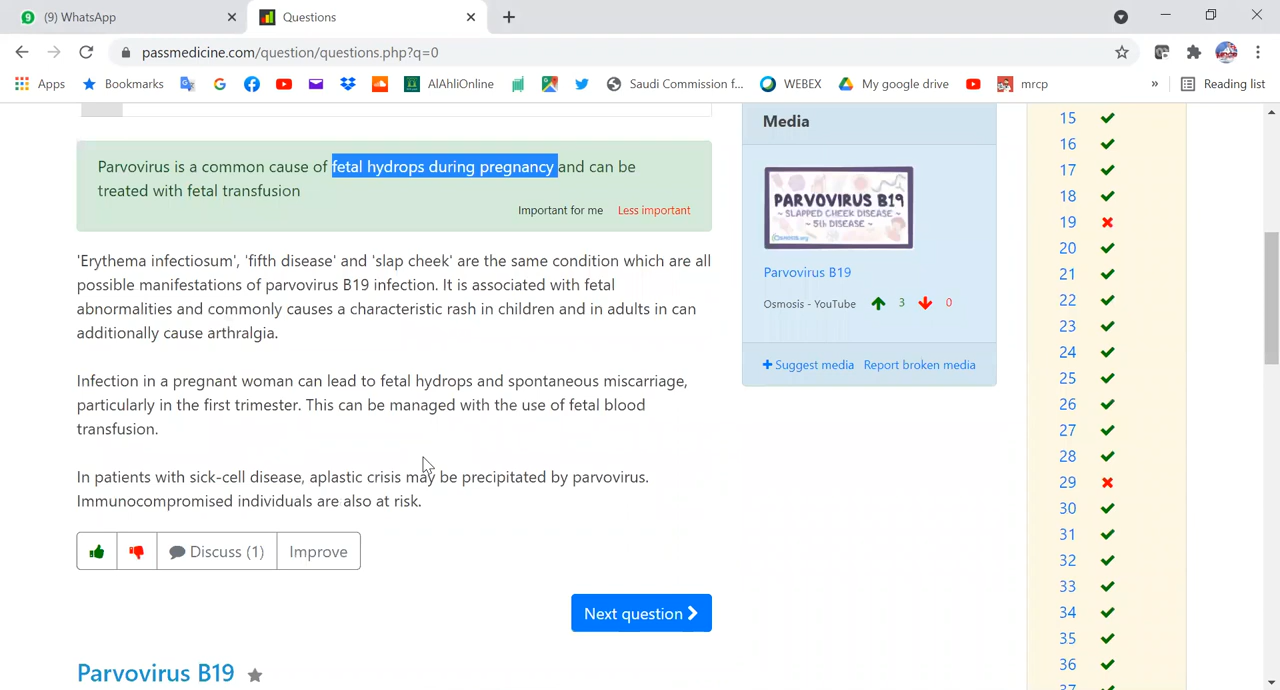 (9) WhatsApp
Questions
passmedicine.com/question/questions.php?q=0
Apps Bookmarks AlAhliOnline Saudi Commission f... WEBEX My google drive mrcp » Reading list
Parvovirus is a common cause of fetal hydrops during pregnancy and can be
treated with fetal transfusion
Important for me Less important
'Erythema infectiosum', 'fifth disease' and 'slap cheek' are the same condition which are all
possible manifestations of parvovirus B19 infection. It is associated with fetal
abnormalities and commonly causes a characteristic rash in children and in adults in can
additionally cause arthralgia.
Infection in a pregnant woman can lead to fetal hydrops and spontaneous miscarriage,
particularly in the first trimester. This can be managed with the use of fetal blood
transfusion.
In patients with sick-cell disease, aplastic crisis may be precipitated by parvovirus.
Immunocompromised individuals are also at risk.
Discuss (1) Improve
Next question
Parvovirus B19
Media
PARVOVIRUS B19
~ SLAPPED CHEEK DISEASE ~
~ 5th DISEASE ~
Parvovirus B19
Osmosis - YouTube 3 0
Suggest media Report broken media
15
16
17
18
19
20
21
22
23
24
25
26
27
28
29
30
31
32
33
34
35
36
37